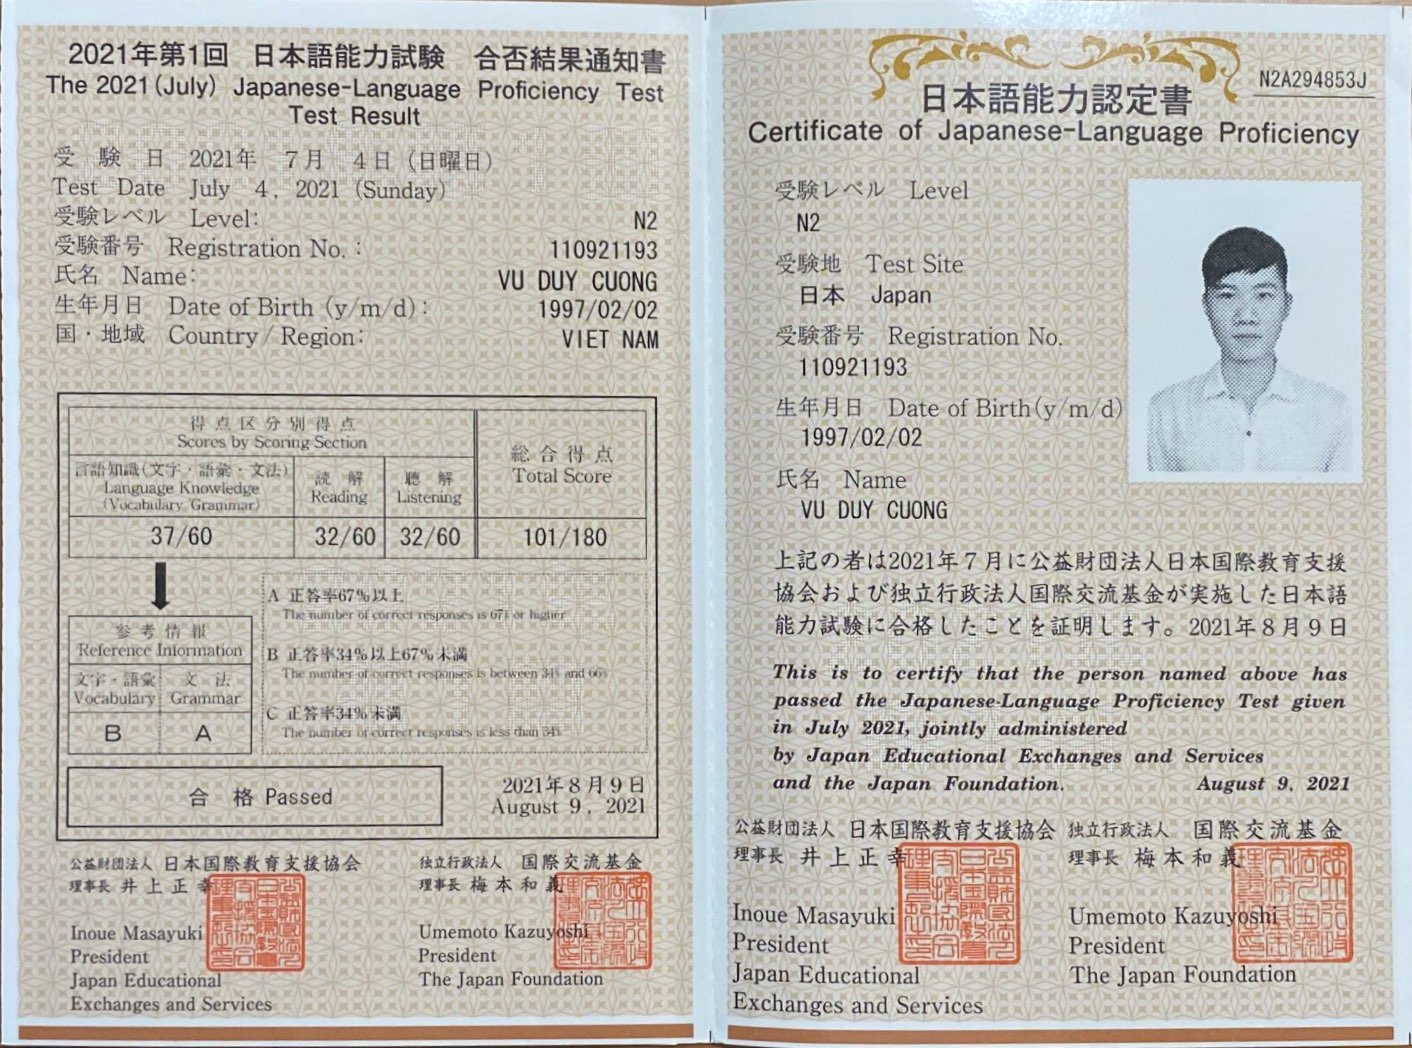 2021年第1回 日本語能力試験 合否結果通知書
The 2021(July) Japanese-Language Proficiency Test
Test Result
受 験 日 2021年 7月 4日 (日曜日)
Test Date July 4, 2021 (Sunday)
受験レベル Level: N2
受験番号 Registration No.: 110921193
氏名 Name: VU DUY CUONG
生年月日 Date of Birth (y/m/d): 1997/02/02
国・地域 Country / Region: VIET NAM
得点区分別得点
Scores by Scoring Section
総合得点
Total Score
言語知識(文字・語彙・文法)
Language Knowledge
(Vocabulary Grammar)
読 解
Reading
聴 解
Listening
37/60 32/60 32/60 101/180
参考情報
Reference Information
文字・語彙 文 法
Vocabulary Grammar
B A
A 正答率67%以上
The number of correct responses is 67% or higher
B 正答率34%以上67%未満
The number of correct responses is between 34% and 66%
C 正答率34%未満
The number of correct responses is less than 34%
合 格 Passed
2021年8月9日
August 9, 2021
公益財団法人 日本国際教育支援協会
理事長 井上正幸
Inoue Masayuki
President
Japan Educational
Exchanges and Services
独立行政法人 国際交流基金
理事長 梅本和義
Umemoto Kazuyoshi
President
The Japan Foundation
N2A294853J
日本語能力認定書
Certificate of Japanese-Language Proficiency
受験レベル Level
N2
受験地 Test Site
日本 Japan
受験番号 Registration No.
110921193
生年月日 Date of Birth(y/m/d)
1997/02/02
氏名 Name
VU DUY CUONG
上記の者は2021年7月に公益財団法人日本国際教育支援
協会および独立行政法人国際交流基金が実施した日本語
能力試験に合格したことを証明します。2021年8月9日
This is to certify that the person named above has
passed the Japanese-Language Proficiency Test given
in July 2021, jointly administered
by Japan Educational Exchanges and Services
and the Japan Foundation. August 9, 2021
公益財団法人 日本国際教育支援協会
理事長 井上正幸
Inoue Masayuki
President
Japan Educational
Exchanges and Services
独立行政法人 国際交流基金
理事長 梅本和義
Umemoto Kazuyoshi
President
The Japan Foundation